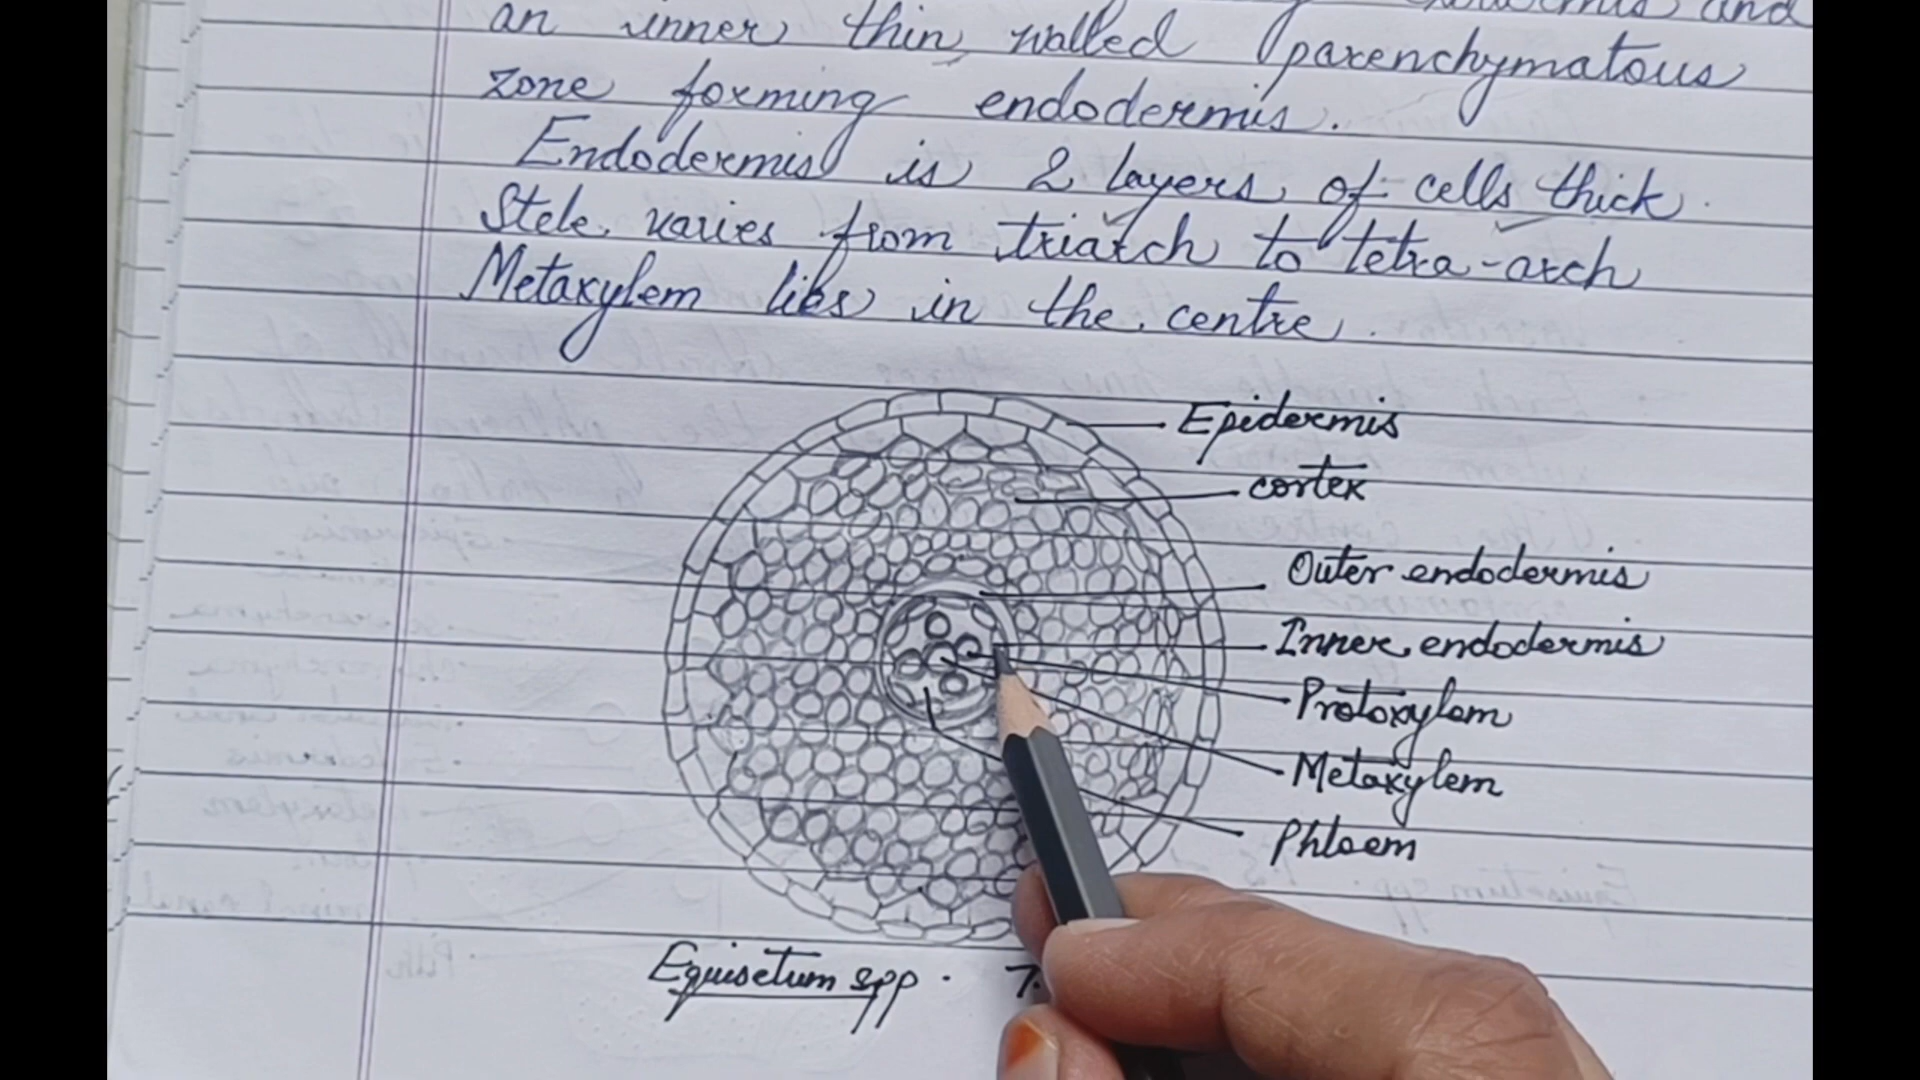 and
an inner thin walled parenchymatous
zone forming endodermis.
Endodermis is 2 layers of cells thick.
Stele varies from triarch to tetra-arch
Metaxylem lies in the centre.
Epidermis
cortex
Outer endodermis
Inner endodermis
Protoxylem
Metaxylem
Phloem
Equisetum spp. T.